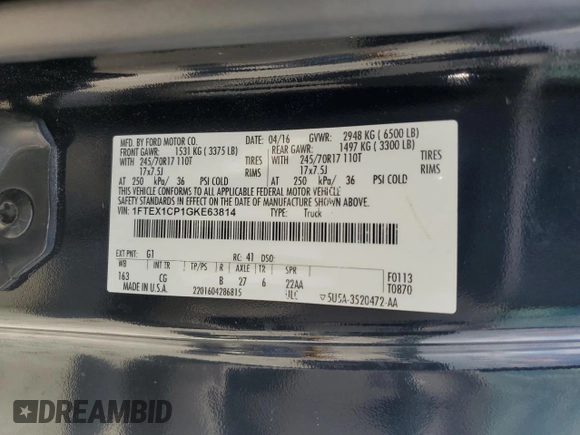 MFD. BY FORD MOTOR CO.
04/16 GVWR: 2948 KG ( 6500 LB)
FRONT GAWR: 1531 KG ( 3375 LB) REAR GAWR: 1497 KG ( 3300 LB)
WITH 245/70R17 110T TIRES WITH 245/70R17 110T TIRES
17x7.5J RIMS 17x7.5J RIMS
AT 250 kPa/ 36 PSI COLD AT 250 kPa/ 36 PSI COLD
THIS VEHICLE CONFORMS TO ALL APPLICABLE FEDERAL MOTOR VEHICLE
SAFETY STANDARDS IN EFFECT ON THE DATE OF MANUFACTURE SHOWN ABOVE.
VIN: 1FTEX1CP1GKE63814 TYPE: Truck
EXT PNT: G1 RC: 41 DSO:
WB INT TR TP/PS R AXLE TR SPR
163 CG B 27 6 22AA
F0113
T0870
MADE IN U.S.A. 2201604286815
5U5A-3520472-AA
DREAMBID